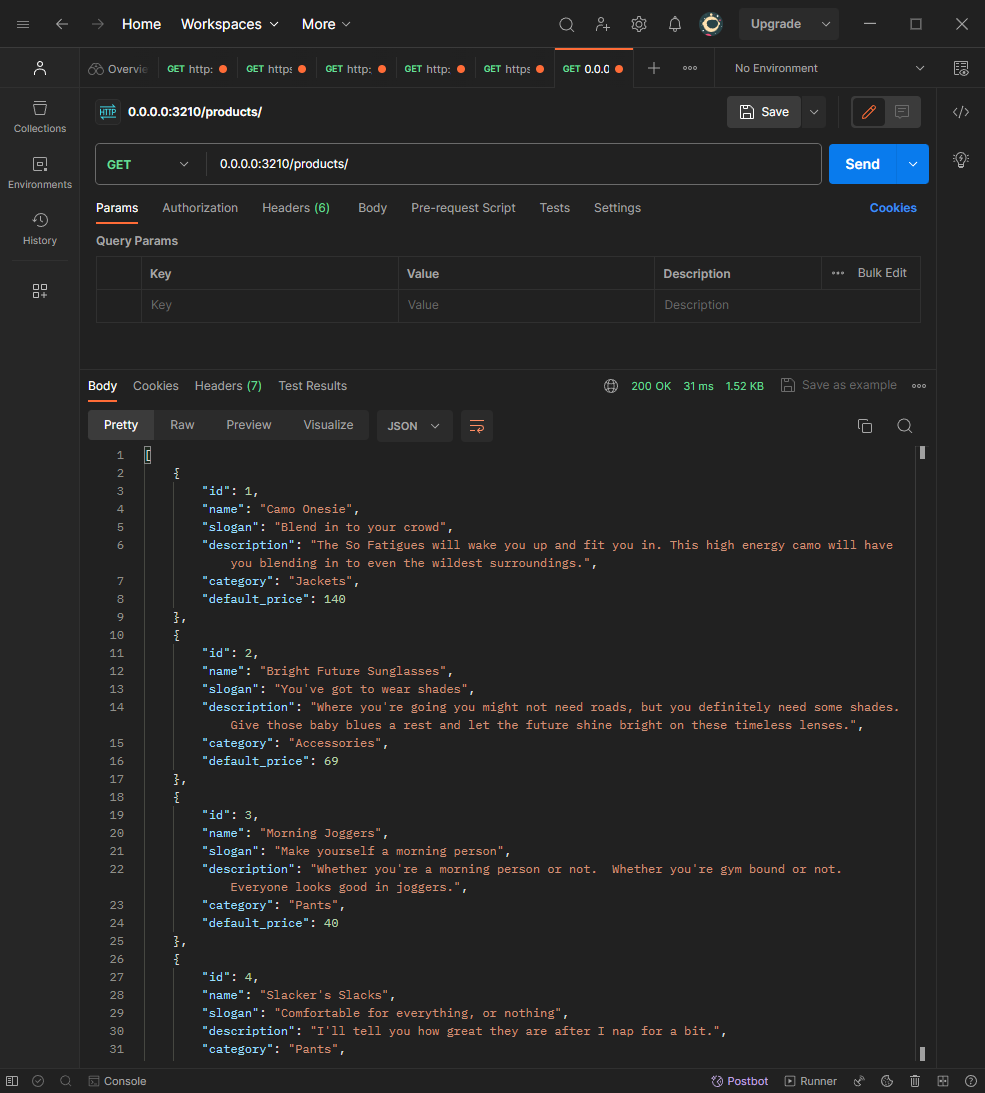 Home Workspaces More Upgrade
Overvie GET http: GET https GET http: GET http: GET https GET 0.0.0 No Environment
HTTP 0.0.0.0:3210/products/ Save
Collections
GET 0.0.0.0:3210/products/ Send
Environments
Params Authorization Headers (6) Body Pre-request Script Tests Settings Cookies
History
Query Params
Key Value Description Bulk Edit
Key Value Description
Body Cookies Headers (7) Test Results 200 OK 31 ms 1.52 KB Save as example
Pretty Raw Preview Visualize JSON
1 [
2 {
3 "id": 1,
4 "name": "Camo Onesie",
5 "slogan": "Blend in to your crowd",
6 "description": "The So Fatigues will wake you up and fit you in. This high energy camo will have
you blending in to even the wildest surroundings.",
7 "category": "Jackets",
8 "default_price": 140
9 },
10 {
11 "id": 2,
12 "name": "Bright Future Sunglasses",
13 "slogan": "You've got to wear shades",
14 "description": "Where you're going you might not need roads, but you definitely need some shades.
Give those baby blues a rest and let the future shine bright on these timeless lenses.",
15 "category": "Accessories",
16 "default_price": 69
17 },
18 {
19 "id": 3,
20 "name": "Morning Joggers",
21 "slogan": "Make yourself a morning person",
22 "description": "Whether you're a morning person or not.  Whether you're gym bound or not.
Everyone looks good in joggers.",
23 "category": "Pants",
24 "default_price": 40
25 },
26 {
27 "id": 4,
28 "name": "Slacker's Slacks",
29 "slogan": "Comfortable for everything, or nothing",
30 "description": "I'll tell you how great they are after I nap for a bit.",
31 "category": "Pants",
Console Postbot Runner